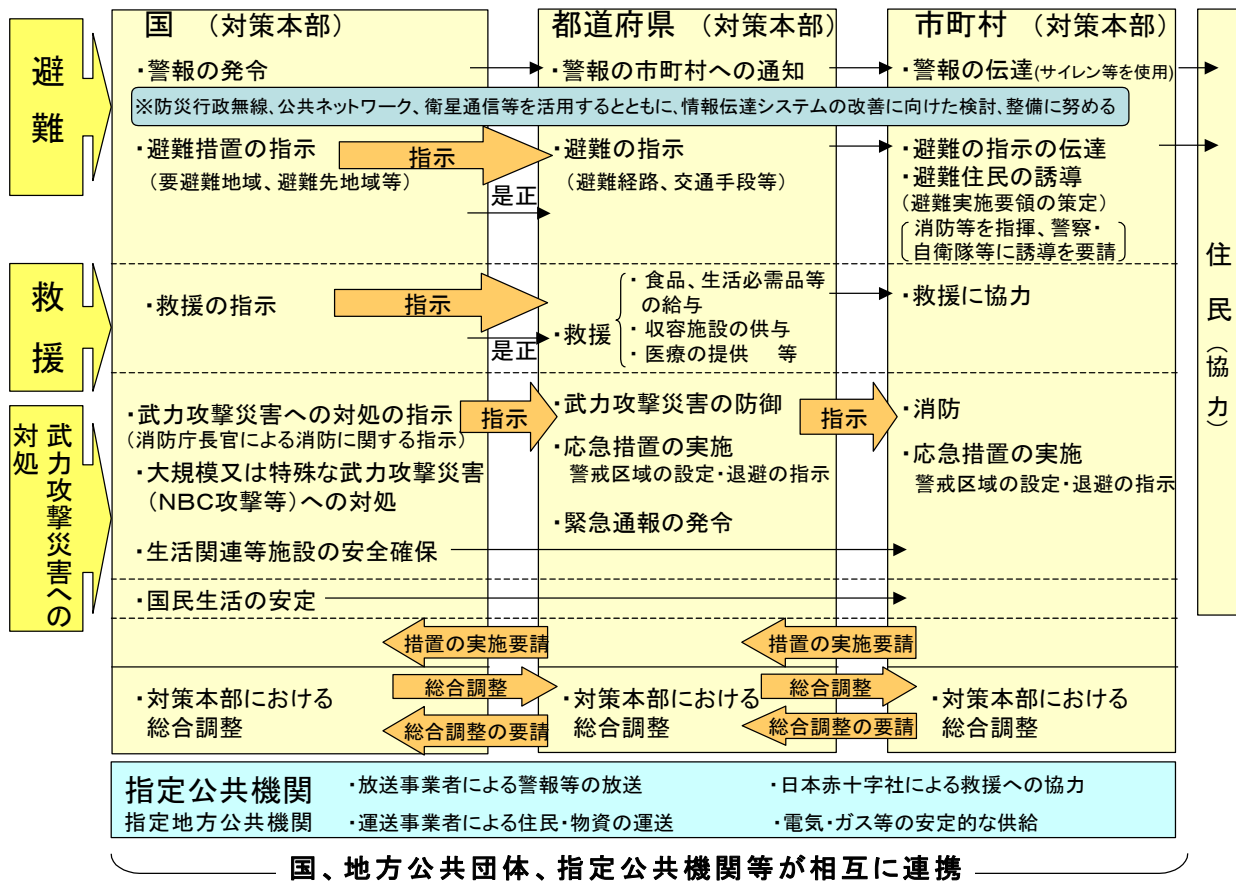 国 (対策本部)
都道府県 (対策本部)
市町村 (対策本部)
避難
・警報の発令
・警報の市町村への通知
・警報の伝達(サイレン等を使用)
※防災行政無線、公共ネットワーク、衛星通信等を活用するとともに、情報伝達システムの改善に向けた検討、整備に努める
・避難措置の指示
(要避難地域、避難先地域等)
指示
是正
・避難の指示
(避難経路、交通手段等)
・避難の指示の伝達
・避難住民の誘導
(避難実施要領の策定)
消防等を指揮、警察・
自衛隊等に誘導を要請
救援
・救援の指示
指示
是正
・救援
・食品、生活必需品等
の給与
・収容施設の供与
・医療の提供 等
・救援に協力
武力攻撃災害への
対処
・武力攻撃災害への対処の指示
(消防庁長官による消防に関する指示)
・大規模又は特殊な武力攻撃災害
(NBC攻撃等)への対処
・生活関連等施設の安全確保
・国民生活の安定
指示
・武力攻撃災害の防御
・応急措置の実施
警戒区域の設定・退避の指示
・緊急通報の発令
指示
・消防
・応急措置の実施
警戒区域の設定・退避の指示
措置の実施要請
措置の実施要請
・対策本部における
総合調整
総合調整
総合調整の要請
・対策本部における
総合調整
総合調整
総合調整の要請
・対策本部における
総合調整
住民(協力)
指定公共機関
指定地方公共機関
・放送事業者による警報等の放送
・運送事業者による住民・物資の運送
・日本赤十字社による救援への協力
・電気・ガス等の安定的な供給
国、地方公共団体、指定公共機関等が相互に連携